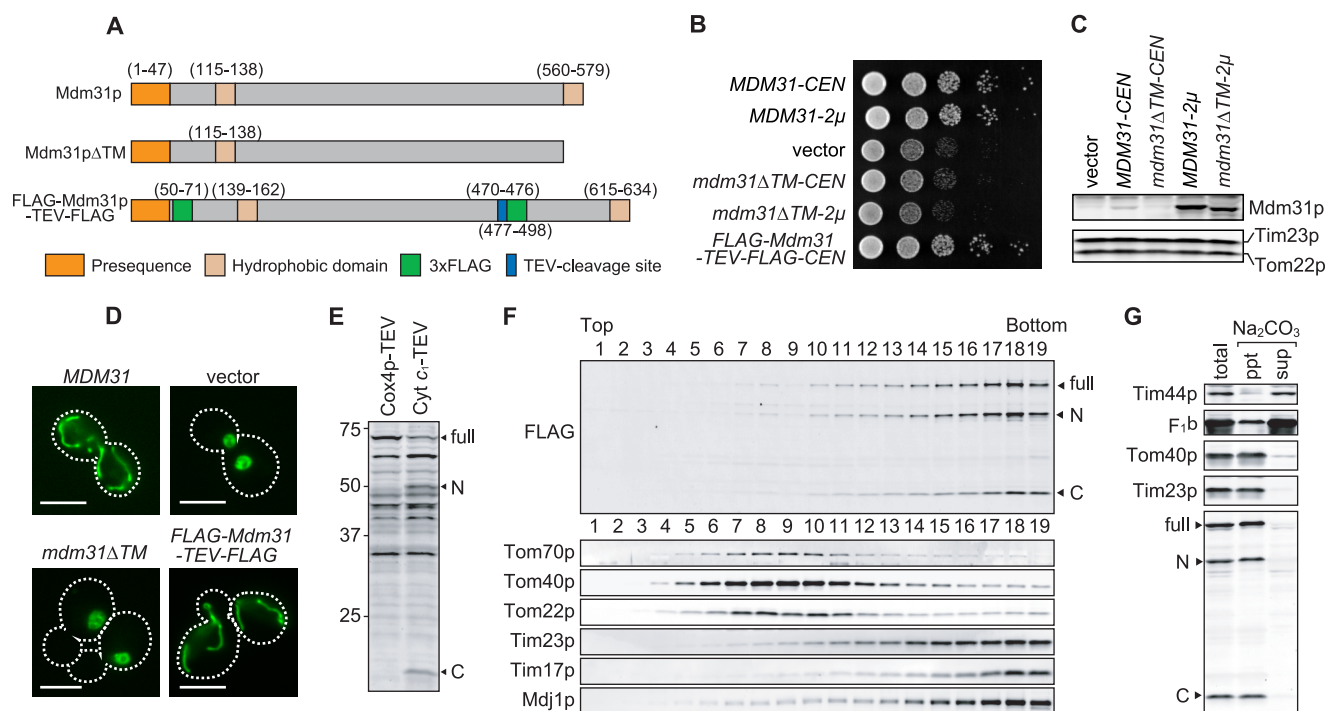 A
(1-47) (115-138) (560-579)
Mdm31p
(115-138)
Mdm31pΔTM
(50-71) (139-162) (470-476) (615-634)
FLAG-Mdm31p
-TEV-FLAG
(477-498)
Presequence Hydrophobic domain 3xFLAG TEV-cleavage site
B
MDM31-CEN
MDM31-2μ
vector
mdm31ΔTM-CEN
mdm31ΔTM-2μ
FLAG-Mdm31
-TEV-FLAG-CEN
C
vector
MDM31-CEN
mdm31ΔTM-CEN
MDM31-2μ
mdm31ΔTM-2μ
Mdm31p
Tim23p
Tom22p
D
MDM31 vector
mdm31ΔTM FLAG-Mdm31
-TEV-FLAG
E
Cox4p-TEV
Cyt c₁-TEV
75
50
37
25
full
N
C
F
Top Bottom
1 2 3 4 5 6 7 8 9 10 11 12 13 14 15 16 17 18 19
FLAG
full
N
C
1 2 3 4 5 6 7 8 9 10 11 12 13 14 15 16 17 18 19
Tom70p
Tom40p
Tom22p
Tim23p
Tim17p
Mdj1p
G
Na₂CO₃
total ppt sup
Tim44p
F₁b
Tom40p
Tim23p
full
N
C